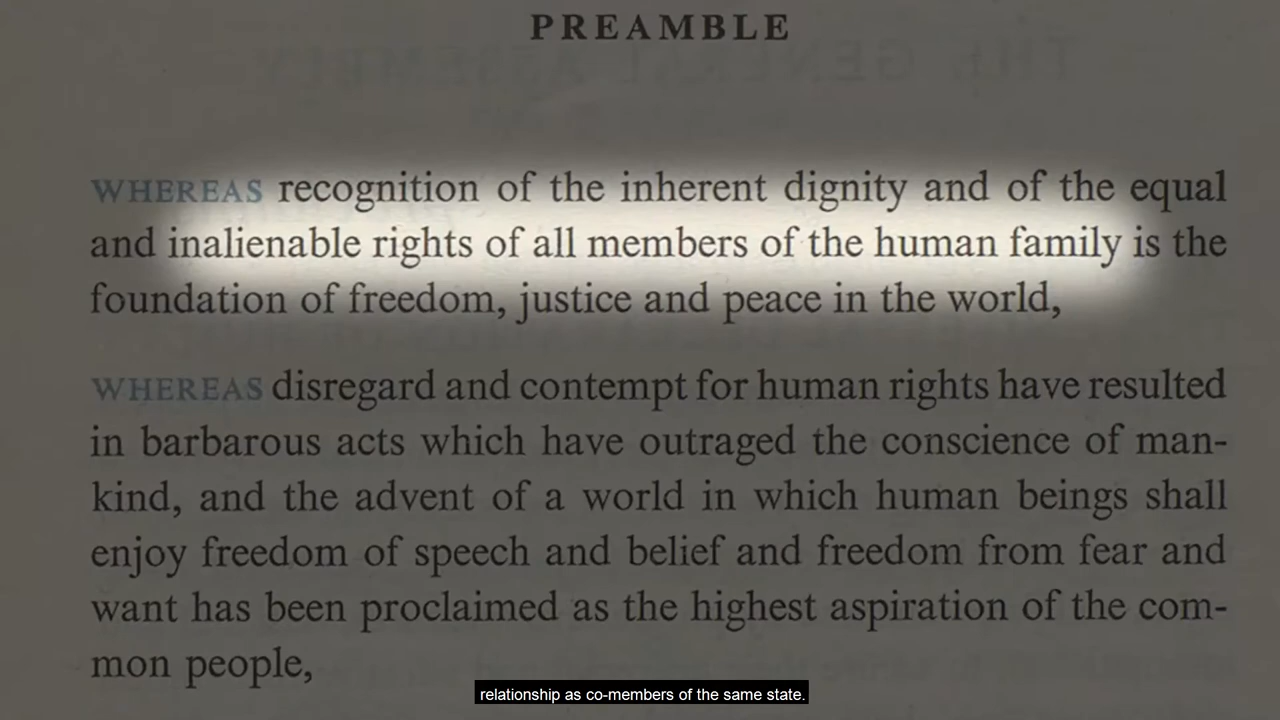 PREAMBLE
WHEREAS recognition of the inherent dignity and of the equal
and inalienable rights of all members of the human family is the
foundation of freedom, justice and peace in the world,
WHEREAS disregard and contempt for human rights have resulted
in barbarous acts which have outraged the conscience of man-
kind, and the advent of a world in which human beings shall
enjoy freedom of speech and belief and freedom from fear and
want has been proclaimed as the highest aspiration of the com-
mon people,
relationship as co-members of the same state.